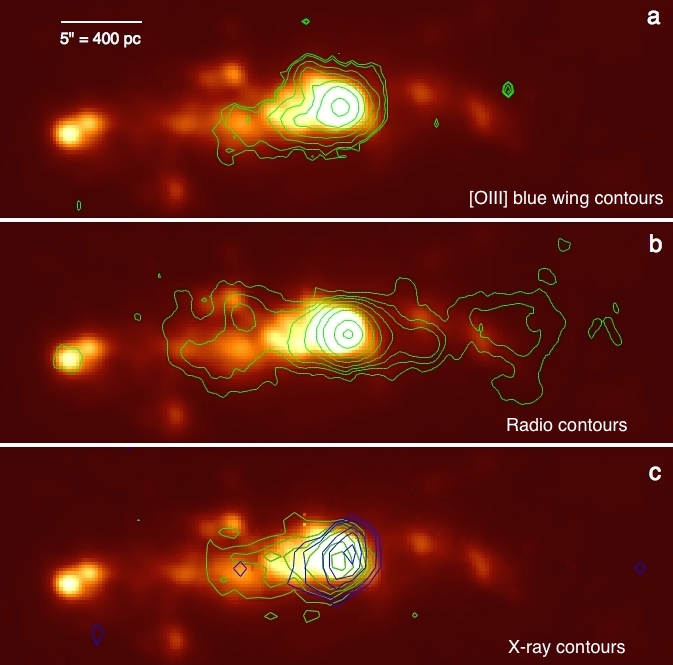 a
5" = 400 pc
[OIII] blue wing contours
b
Radio contours
c
X-ray contours